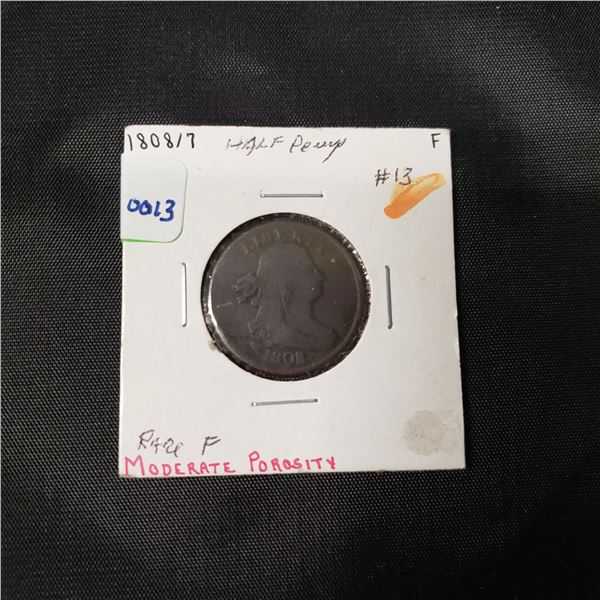 1808/7 HALF Penny F
#13
0013
LIBERTY
1808
RARE F
MODERATE POROSITY